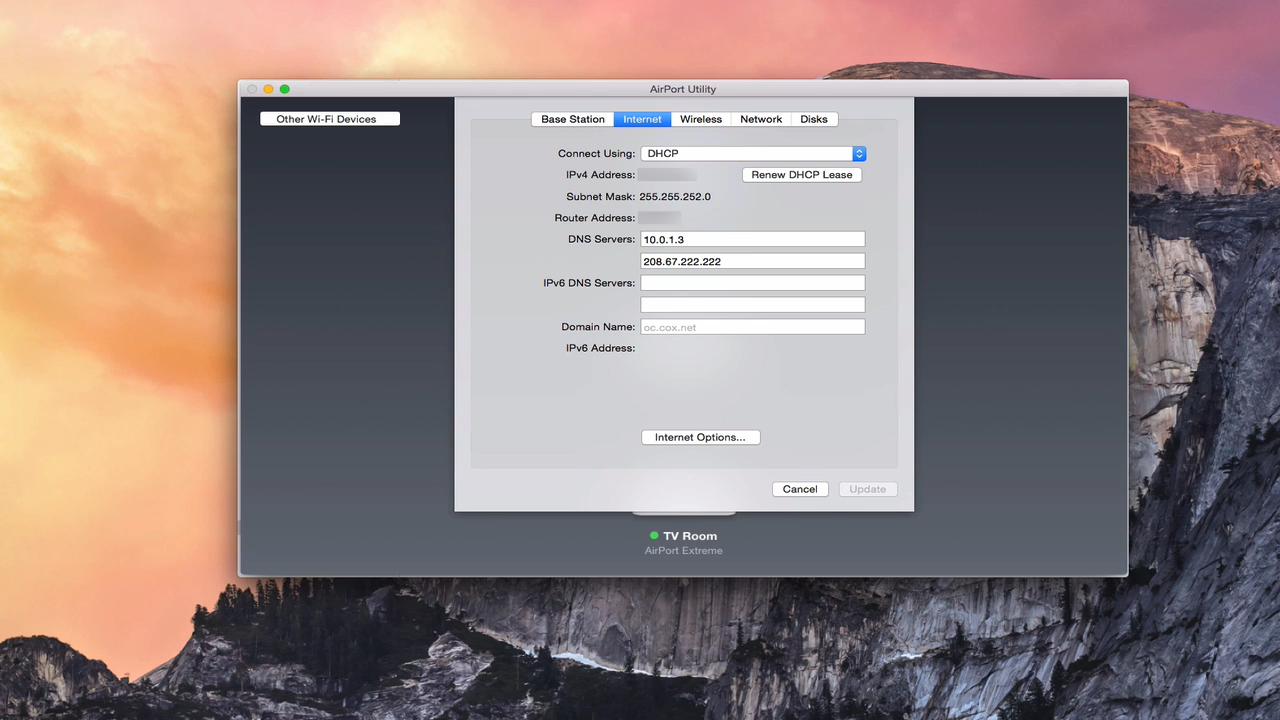 AirPort Utility
Other Wi-Fi Devices
Base Station Internet Wireless Network Disks
Connect Using: DHCP
IPv4 Address: Renew DHCP Lease
Subnet Mask: 255.255.252.0
Router Address:
DNS Servers: 10.0.1.3
208.67.222.222
IPv6 DNS Servers:
Domain Name: oc.cox.net
IPv6 Address:
Internet Options...
Cancel Update
TV Room
AirPort Extreme